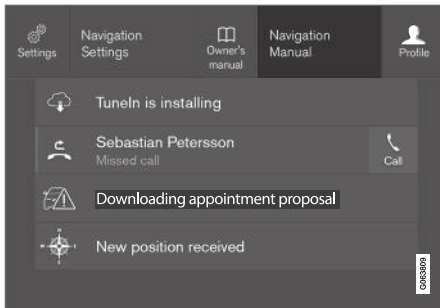 Settings
Navigation
Settings
Owner's
manual
Navigation
Manual
Profile
TuneIn is installing
Sebastian Petersson
Missed call
Call
Downloading appointment proposal
New position received
G063809